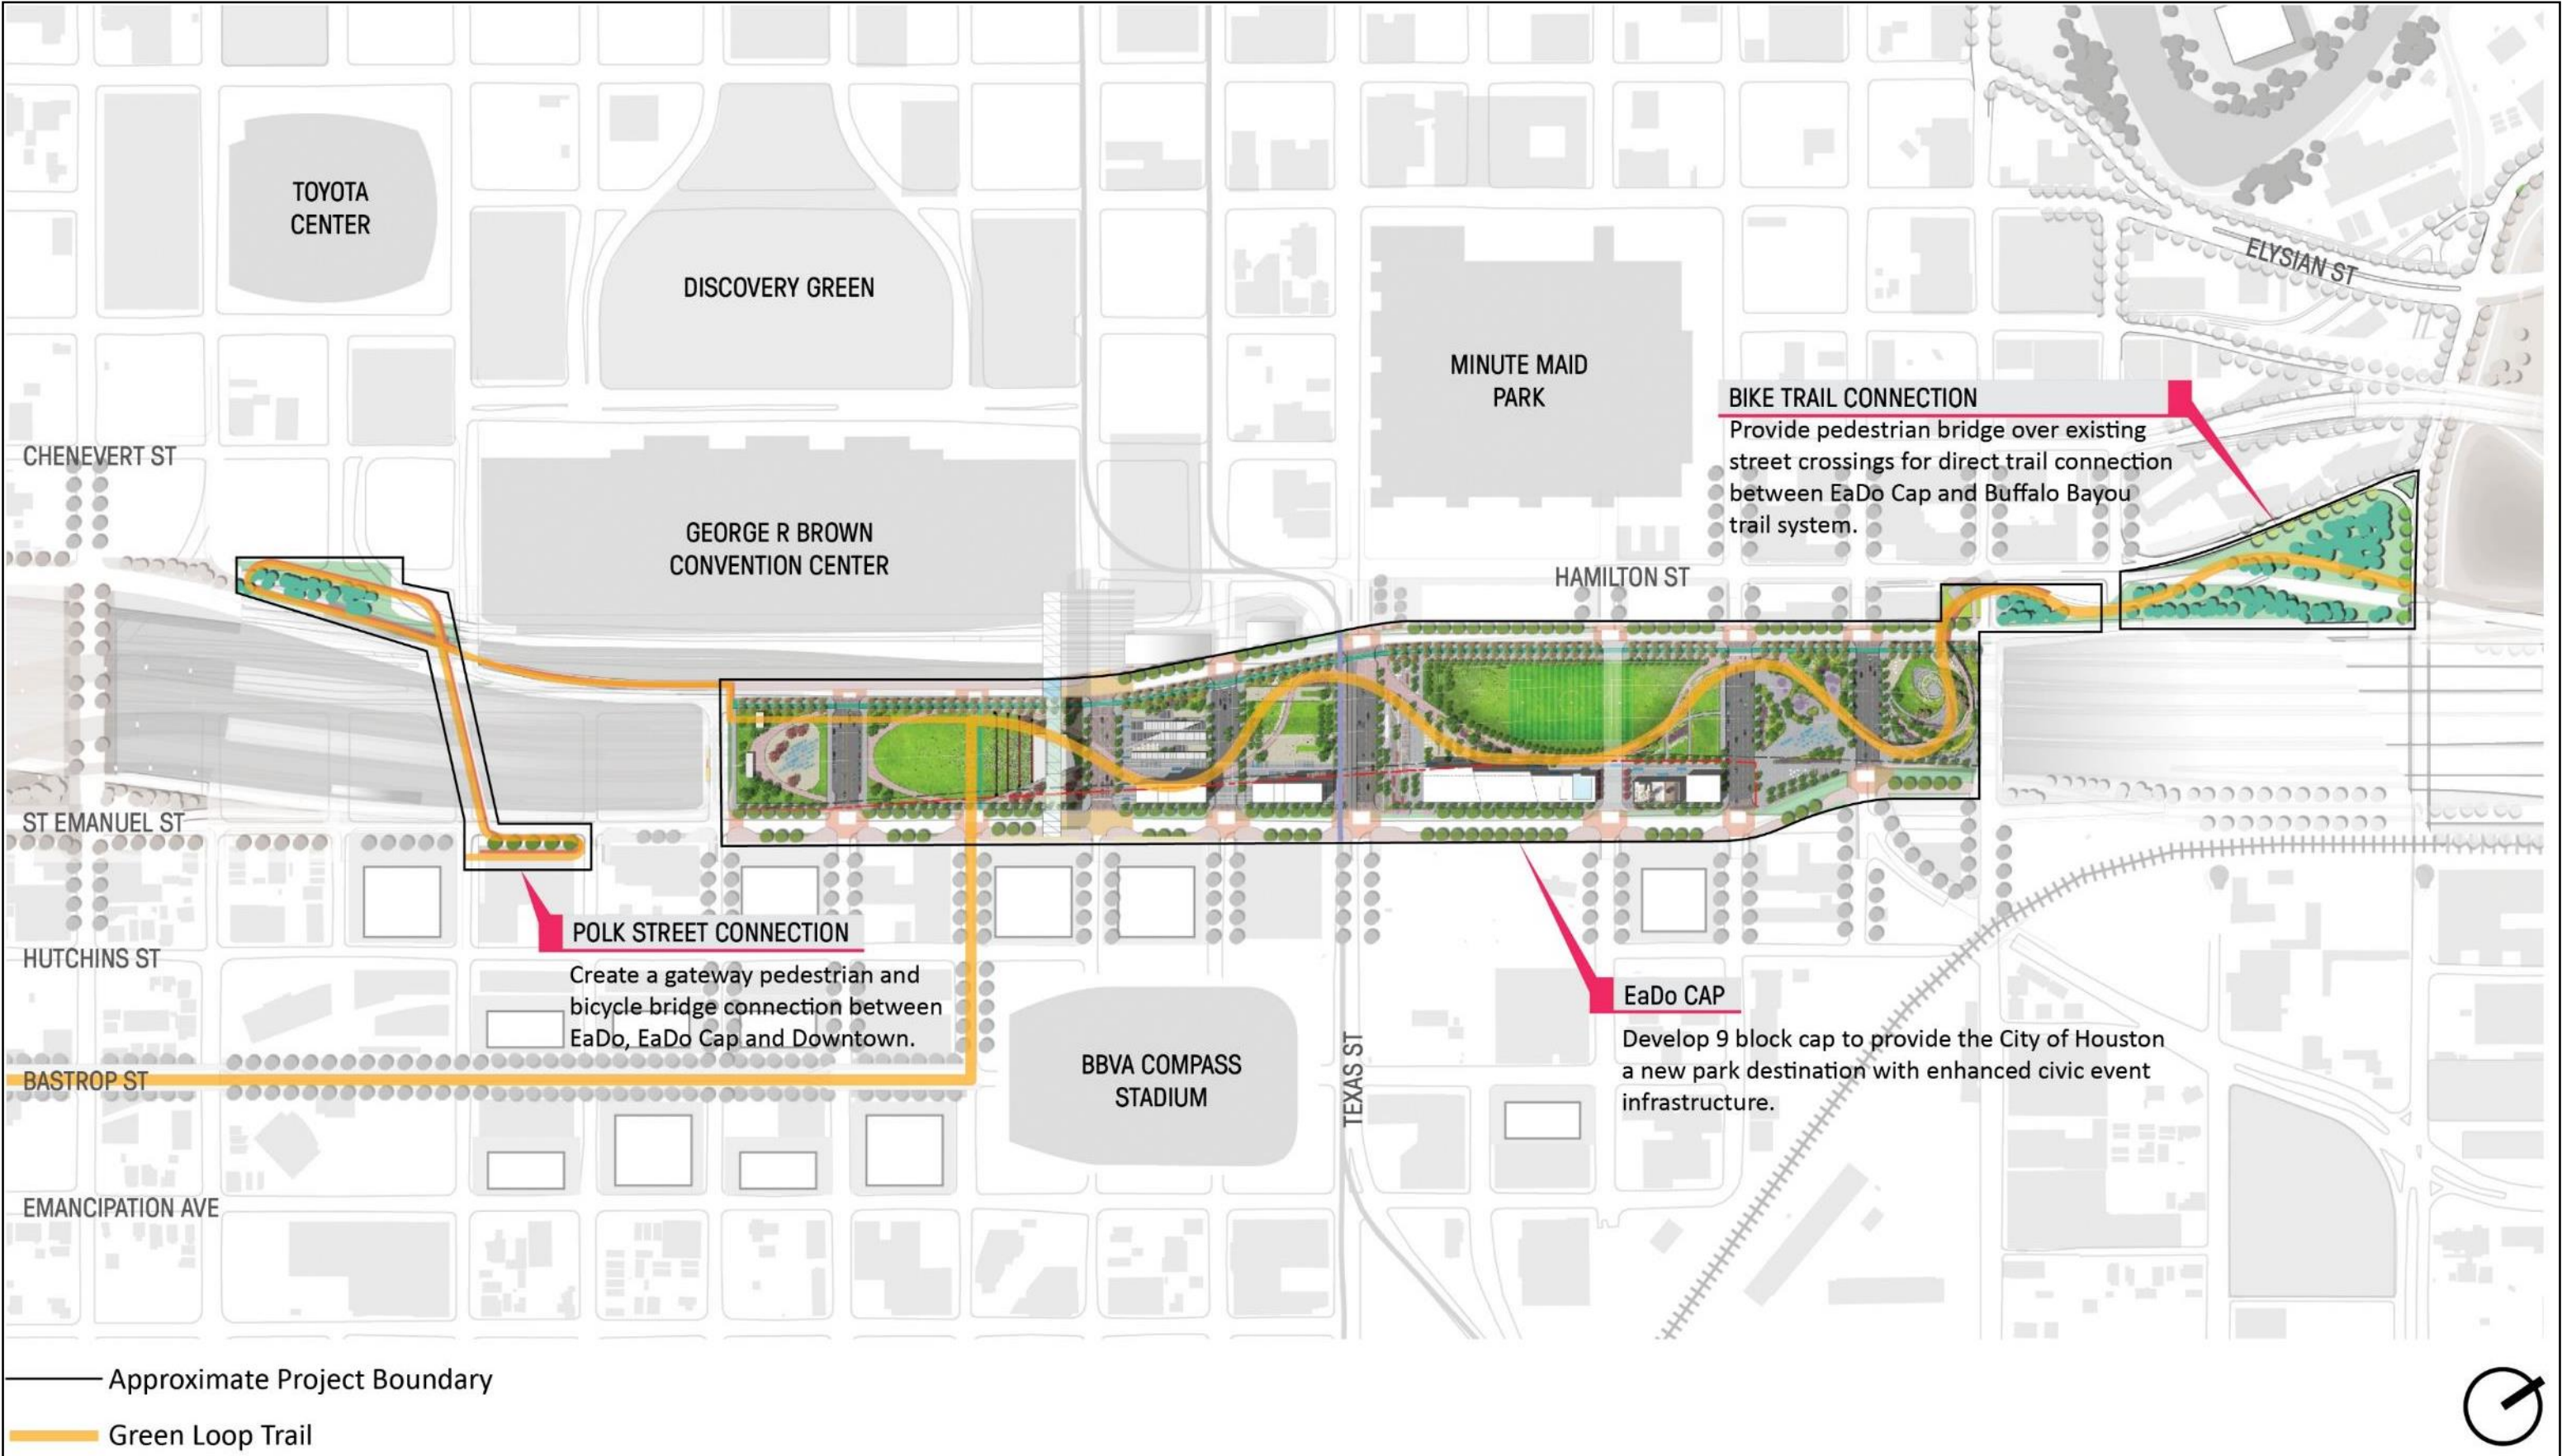 TOYOTA
CENTER
DISCOVERY GREEN
ELYSIAN ST
MINUTE MAID
PARK
BIKE TRAIL CONNECTION
Provide pedestrian bridge over existing
street crossings for direct trail connection
between EaDo Cap and Buffalo Bayou
trail system.
CHENEVERT ST
GEORGE R BROWN
CONVENTION CENTER
HAMILTON ST
ST EMANUEL ST
POLK STREET CONNECTION
Create a gateway pedestrian and
bicycle bridge connection between
EaDo, EaDo Cap and Downtown.
HUTCHINS ST
EaDo CAP
Develop 9 block cap to provide the City of Houston
a new park destination with enhanced civic event
infrastructure.
BBVA COMPASS
STADIUM
TEXAS ST
BASTROP ST
EMANCIPATION AVE
Approximate Project Boundary
Green Loop Trail